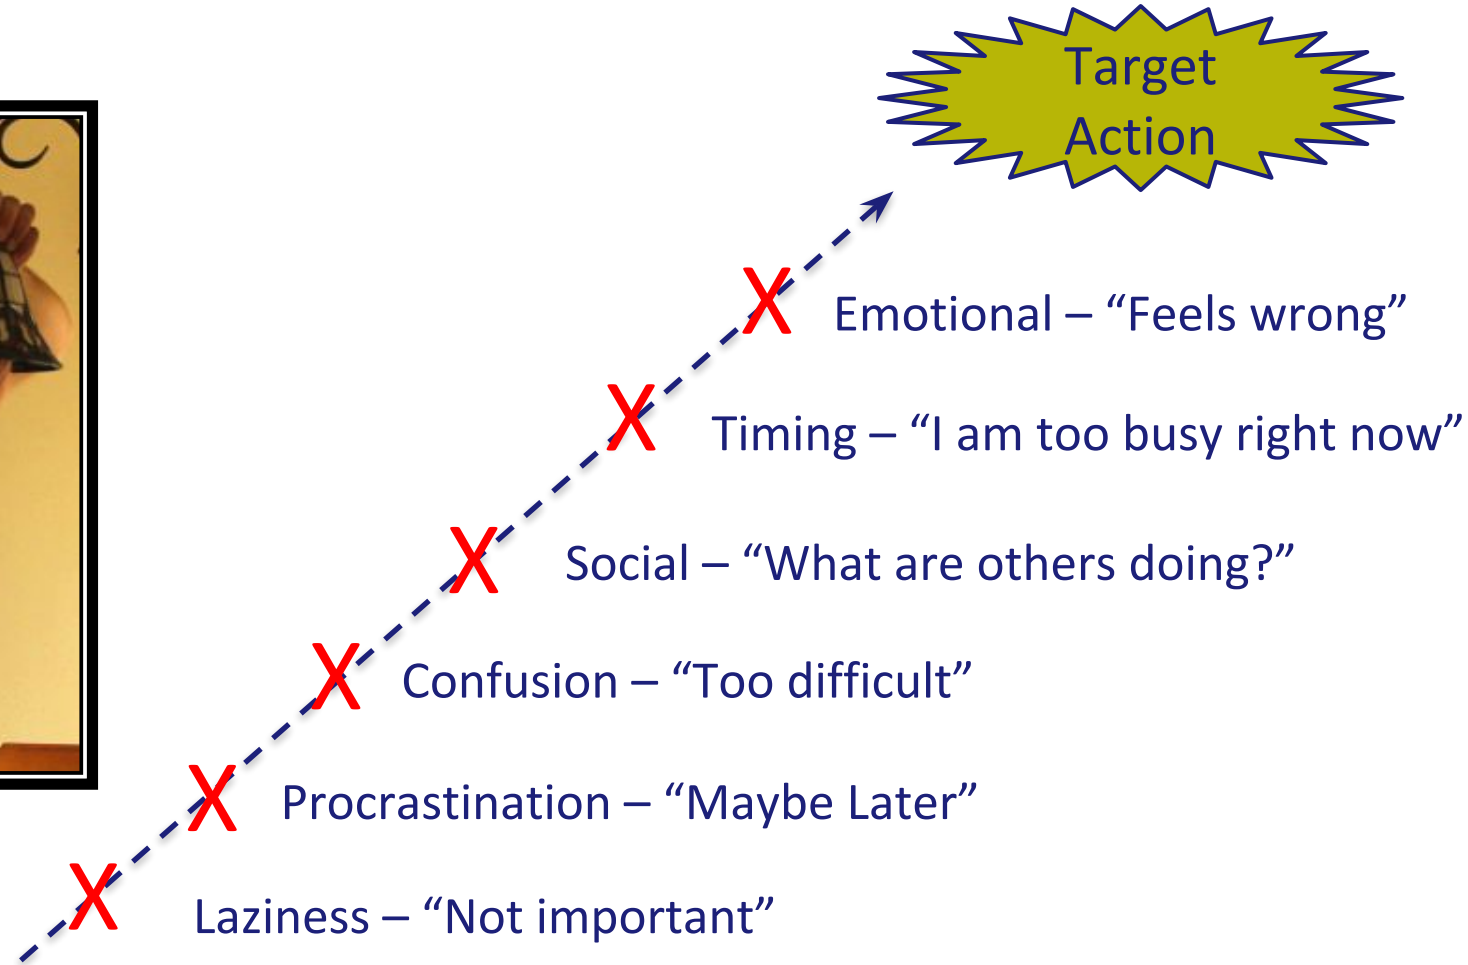 Target
Action
Emotional – “Feels wrong”
Timing – “I am too busy right now”
Social – “What are others doing?”
Confusion – “Too difficult”
Procrastination – “Maybe Later”
Laziness – “Not important”
X
X
X
X
X
X